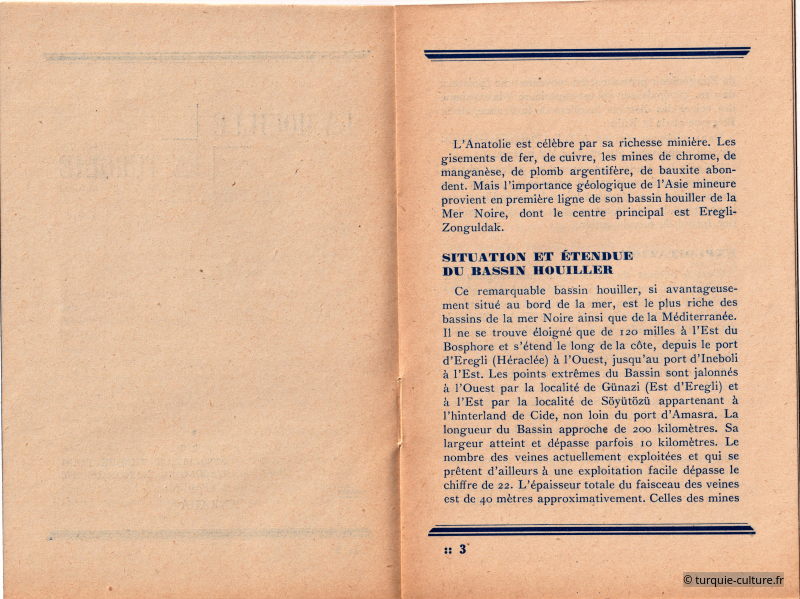 L'Anatolie est célèbre par sa richesse minière. Les
gisements de fer, de cuivre, les mines de chrome, de
manganèse, de plomb argentifère, de bauxite abon-
dent. Mais l'importance géologique de l'Asie mineure
provient en première ligne de son bassin houiller de la
Mer Noire, dont le centre principal est Eregli-
Zonguldak.
SITUATION ET ÉTENDUE
DU BASSIN HOUILLER
Ce remarquable bassin houiller, si avantageuse-
ment situé au bord de la mer, est le plus riche des
bassins de la mer Noire ainsi que de la Méditerranée.
Il ne se trouve éloigné que de 120 milles à l'Est du
Bosphore et s'étend le long de la côte, depuis le port
d'Eregli (Héraclée) à l'Ouest, jusqu'au port d'Ineboli
à l'Est. Les points extrêmes du Bassin sont jalonnés
à l'Ouest par la localité de Günazi (Est d'Eregli) et
à l'Est par la localité de Söyütözü appartenant à
l'hinterland de Cide, non loin du port d'Amasra. La
longueur du Bassin approche de 200 kilomètres. Sa
largeur atteint et dépasse parfois 10 kilomètres. Le
nombre des veines actuellement exploitées et qui se
prêtent d'ailleurs à une exploitation facile dépasse le
chiffre de 22. L'épaisseur totale du faisceau des veines
est de 40 mètres approximativement. Celles des mines
:: 3
© turquie-culture.fr